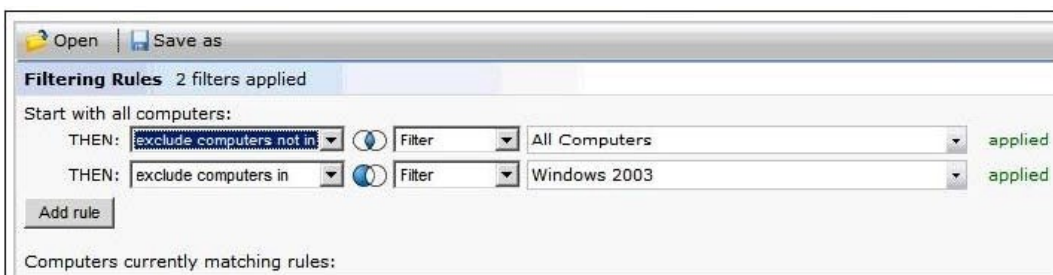 Open Save as
Filtering Rules 2 filters applied
Start with all computers:
THEN: exclude computers not in Filter All Computers applied
THEN: exclude computers in Filter Windows 2003 applied
Add rule
Computers currently matching rules: